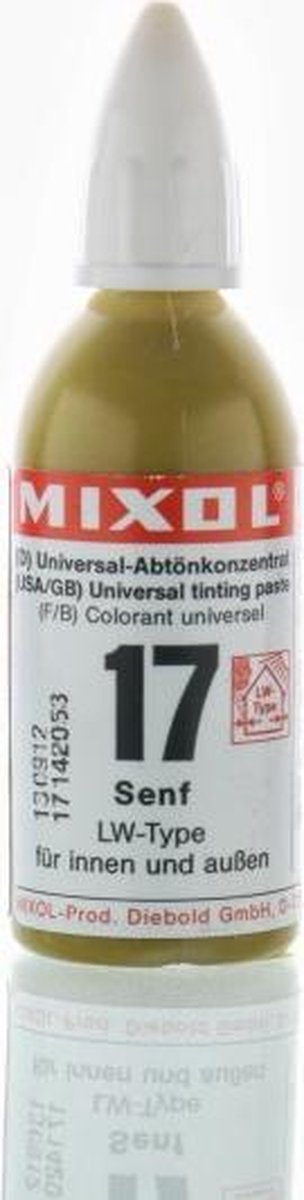 MIXOL®
(D) Universal-Abtönkonzentrat
(USA/GB) Universal tinting paste
(F/B) Colorant universel
17
LW-
Type
130912
17142053
Senf
LW-Type
für innen und außen
MIXOL-Prod. Diebold GmbH,